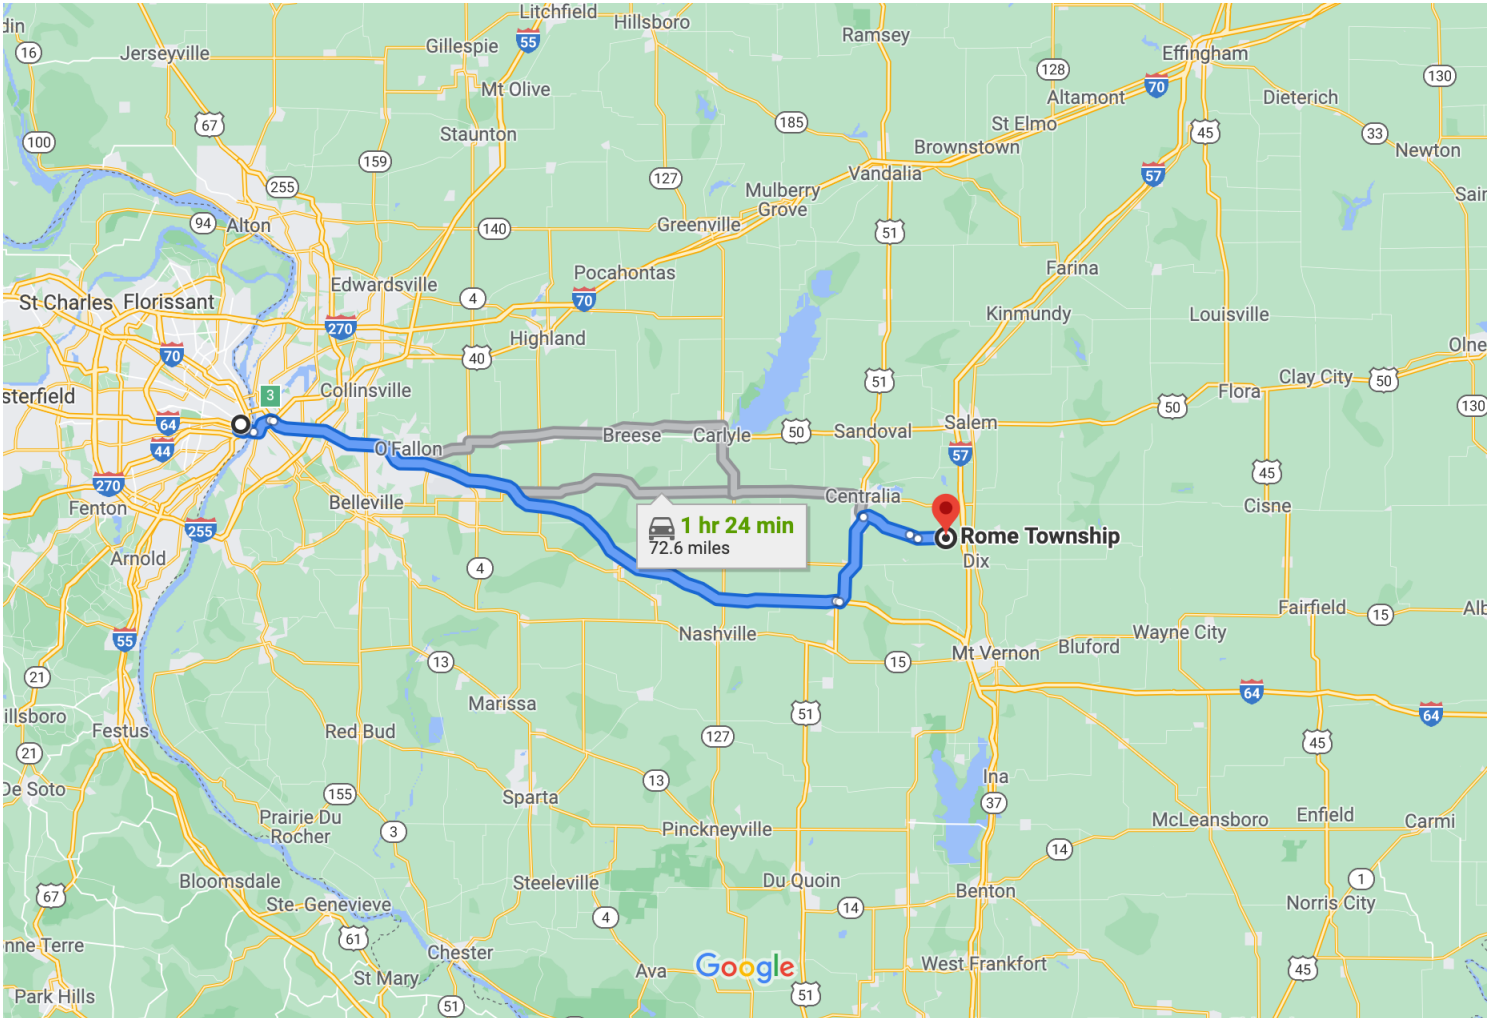 din
Litchfield
Hillsboro
Ramsey
16
Jerseyville
Gillespie
55
Effingham
128
130
70
Mt Olive
Altamont
Dieterich
67
Staunton
185
St Elmo
45
33
100
159
Brownstown
Newton
255
127
Vandalia
57
Mulberry
Grove
Sair
94
Alton
140
Greenville
51
Pocahontas
Farina
Edwardsville
St Charles
Florissant
4
70
Kinmundy
Louisville
270
Highland
Olne
70
40
Collinsville
51
Clay City
50
sterfield
3
Flora
50
130
64
O'Fallon
Breese
Carlyle
50
Sandoval
Salem
44
57
270
45
Fenton
Belleville
Centralia
Cisne
255
1 hr 24 min
72.6 miles
Rome Township
Arnold
Dix
4
Fairfield
15
Alb
55
Nashville
Wayne City
13
15
Mt Vernon
Bluford
21
64
illsboro
Marissa
51
64
Festus
Red Bud
127
45
21
De Soto
155
Sparta
13
Ina
37
Prairie Du
Rocher
3
Pinckneyville
McLeansboro
Enfield
Carmi
14
Bloomsdale
Steeleville
Du Quoin
Benton
1
67
Ste. Genevieve
4
14
Norris City
61
nne Terre
Chester
Ava
Google
West Frankfort
45
St Mary
Park Hills
51
51